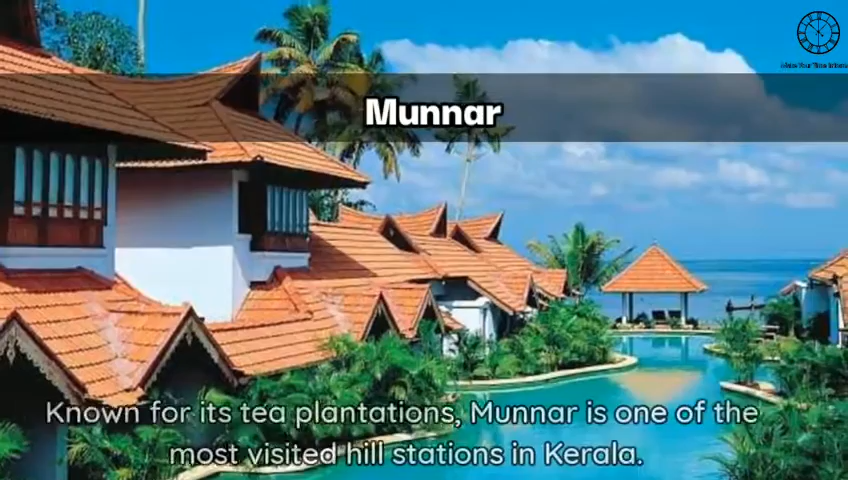 Munnar
Known for its tea plantations, Munnar is one of the
most visited hill stations in Kerala.